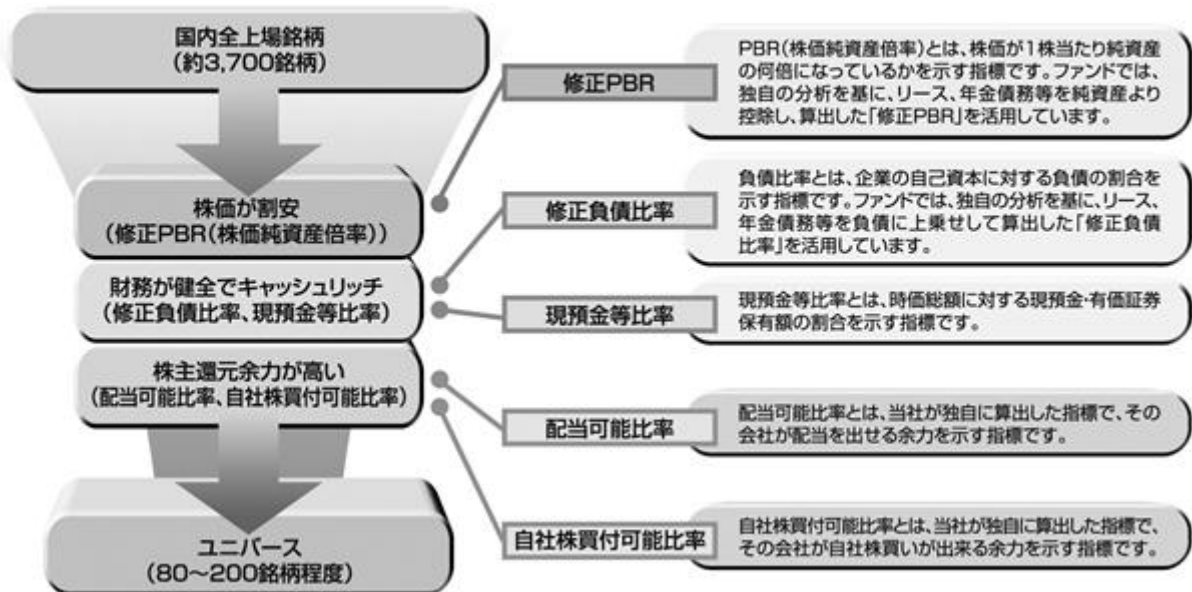 国内全上場銘柄
(約3,700銘柄)
株価が割安
(修正PBR(株価純資産倍率))
財務が健全でキャッシュリッチ
(修正負債比率、現預金等比率)
株主還元余力が高い
(配当可能比率、自社株買付可能比率)
ユニバース
(80～200銘柄程度)
修正PBR
PBR(株価純資産倍率)とは、株価が1株当たり純資産
の何倍になっているかを示す指標です。ファンドでは、
独自の分析を基に、リース、年金債務等を純資産より
控除し、算出した「修正PBR」を活用しています。
修正負債比率
負債比率とは、企業の自己資本に対する負債の割合を
示す指標です。ファンドでは、独自の分析を基に、リース、
年金債務等を負債に上乗せして算出した「修正負債
比率」を活用しています。
現預金等比率
現預金等比率とは、時価総額に対する現預金・有価証券
保有額の割合を示す指標です。
配当可能比率
配当可能比率とは、当社が独自に算出した指標で、その
会社が配当を出せる余力を示す指標です。
自社株買付可能比率
自社株買付可能比率とは、当社が独自に算出した指標で、
その会社が自社株買いが出来る余力を示す指標です。